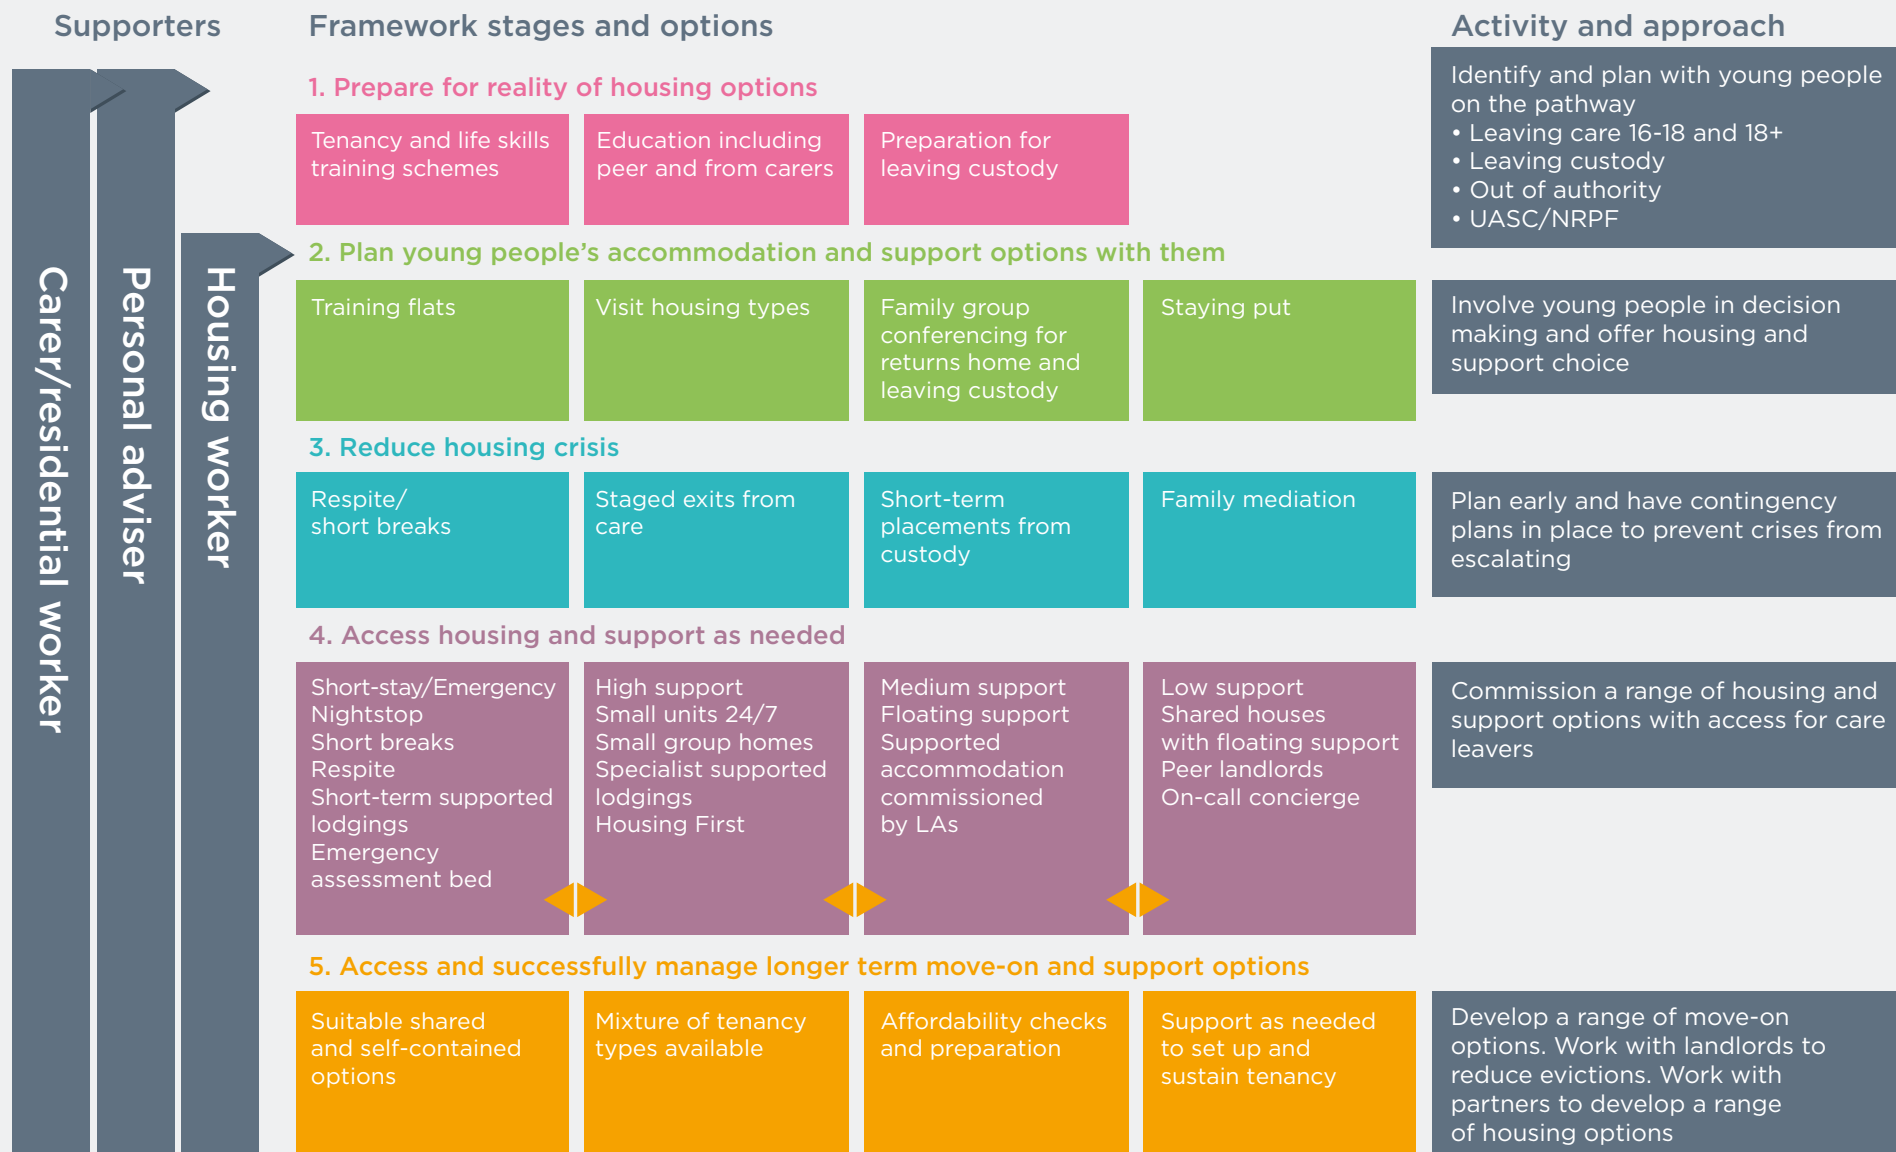 Supporters
Framework stages and options
Activity and approach
Carer/residential worker
Personal adviser
Housing worker
1. Prepare for reality of housing options
Tenancy and life skills
training schemes
Education including
peer and from carers
Preparation for
leaving custody
Identify and plan with young people
on the pathway
• Leaving care 16-18 and 18+
• Leaving custody
• Out of authority
• UASC/NRPF
2. Plan young people’s accommodation and support options with them
Training flats
Visit housing types
Family group
conferencing for
returns home and
leaving custody
Staying put
Involve young people in decision
making and offer housing and
support choice
3. Reduce housing crisis
Respite/
short breaks
Staged exits from
care
Short-term
placements from
custody
Family mediation
Plan early and have contingency
plans in place to prevent crises from
escalating
4. Access housing and support as needed
Short-stay/Emergency
Nightstop
Short breaks
Respite
Short-term supported
lodgings
Emergency
assessment bed
High support
Small units 24/7
Small group homes
Specialist supported
lodgings
Housing First
Medium support
Floating support
Supported
accommodation
commissioned
by LAs
Low support
Shared houses
with floating support
Peer landlords
On-call concierge
Commission a range of housing and
support options with access for care
leavers
5. Access and successfully manage longer term move-on and support options
Suitable shared
and self-contained
options
Mixture of tenancy
types available
Affordability checks
and preparation
Support as needed
to set up and
sustain tenancy
Develop a range of move-on
options. Work with landlords to
reduce evictions. Work with
partners to develop a range
of housing options